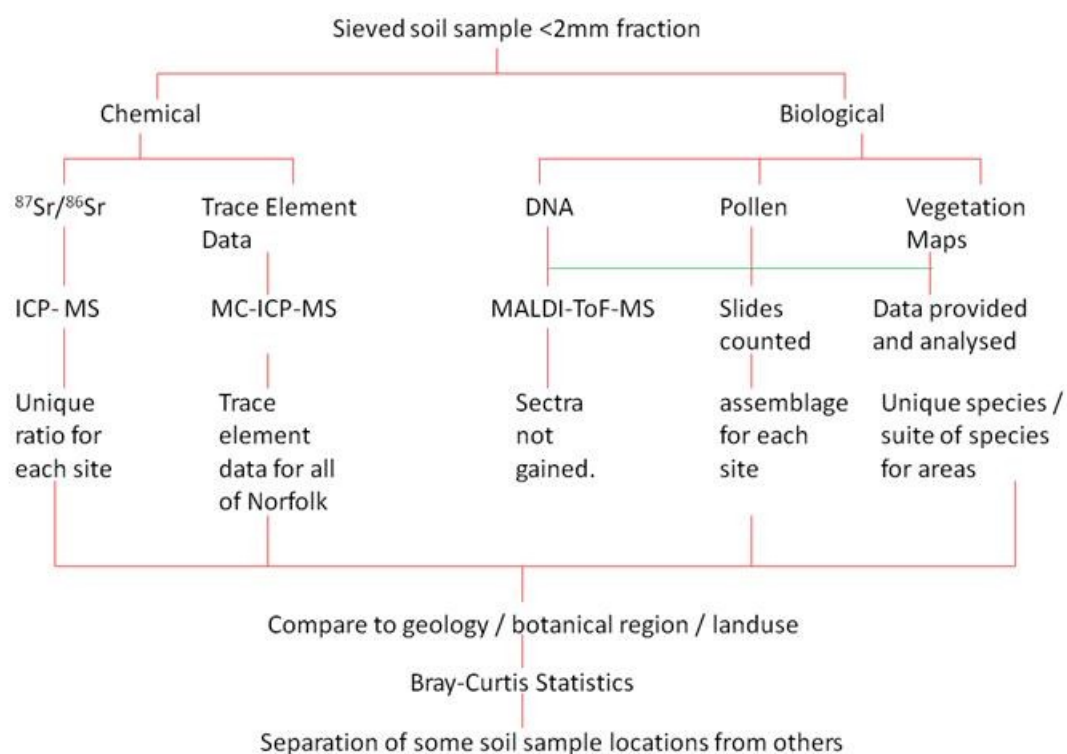 Sieved soil sample <2mm fraction
Chemical
Biological
⁸⁷Sr/⁸⁶Sr
Trace Element
Data
DNA
Pollen
Vegetation
Maps
ICP- MS
MC-ICP-MS
MALDI-ToF-MS
Slides
counted
Data provided
and analysed
Unique
ratio for
each site
Trace
element
data for all
of Norfolk
Sectra
not
gained.
assemblage
for each
site
Unique species /
suite of species
for areas
Compare to geology / botanical region / landuse
Bray-Curtis Statistics
Separation of some soil sample locations from others